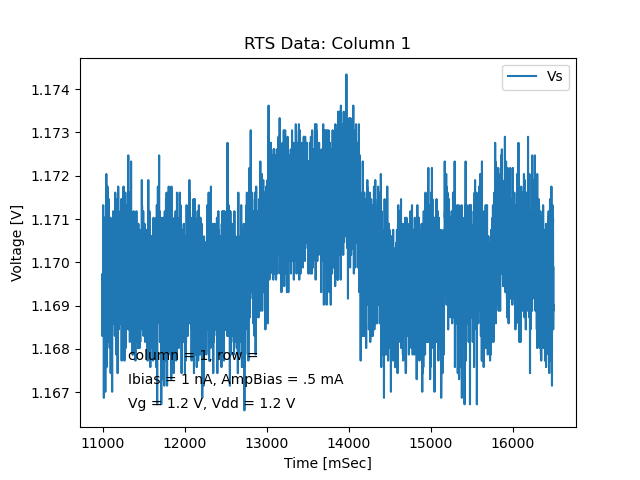 RTS Data: Column 1
Vs
1.174
1.173
1.172
1.171
1.170
1.169
1.168
1.167
Voltage [V]
column = 1, row =
Ibias = 1 nA, AmpBias = .5 mA
Vg = 1.2 V, Vdd = 1.2 V
11000 12000 13000 14000 15000 16000
Time [mSec]